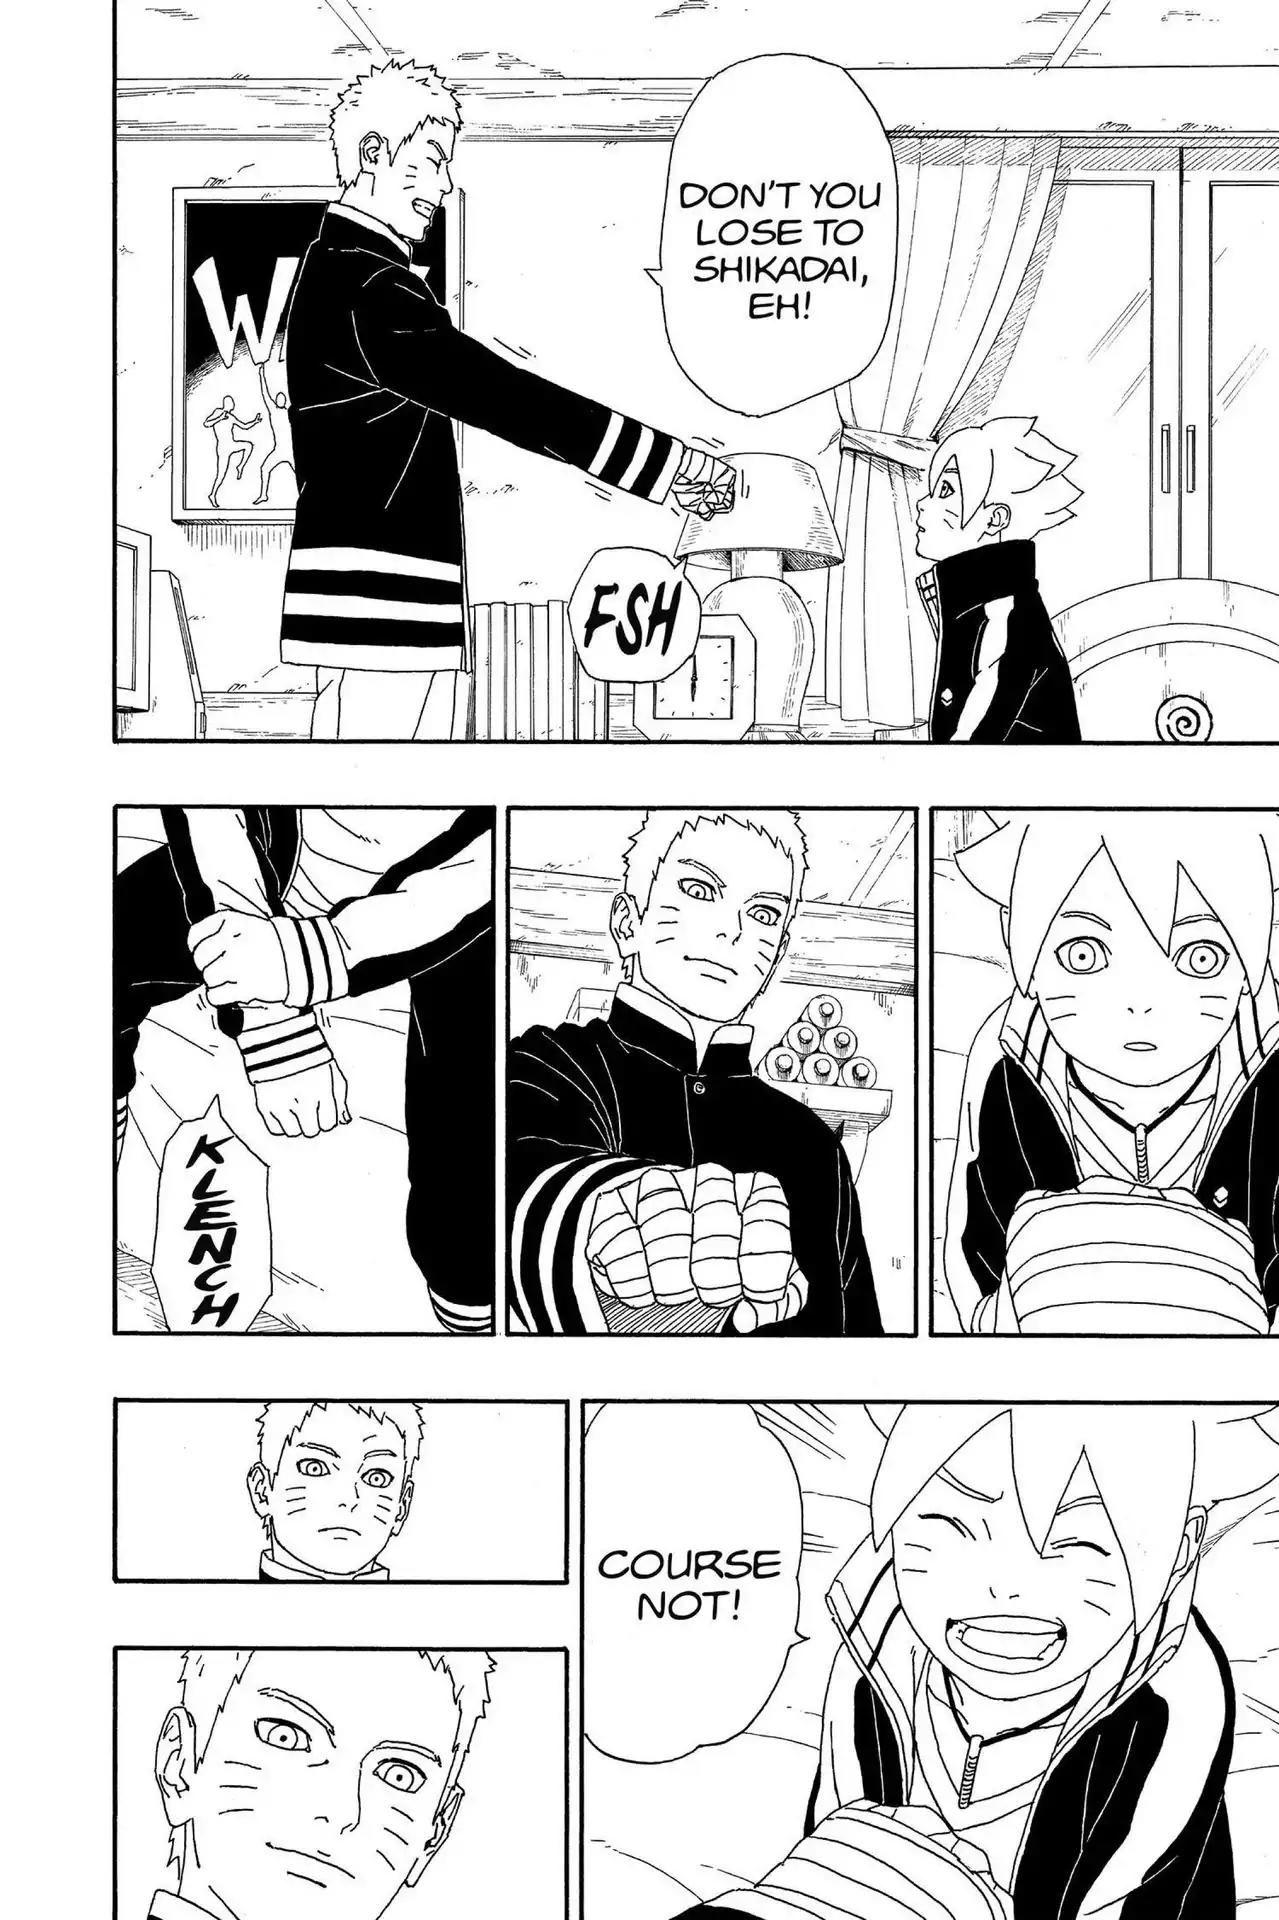 DON'T YOU
LOSE TO
SHIKADAI,
EH!
W
FSH
KLENCH
COURSE
NOT!